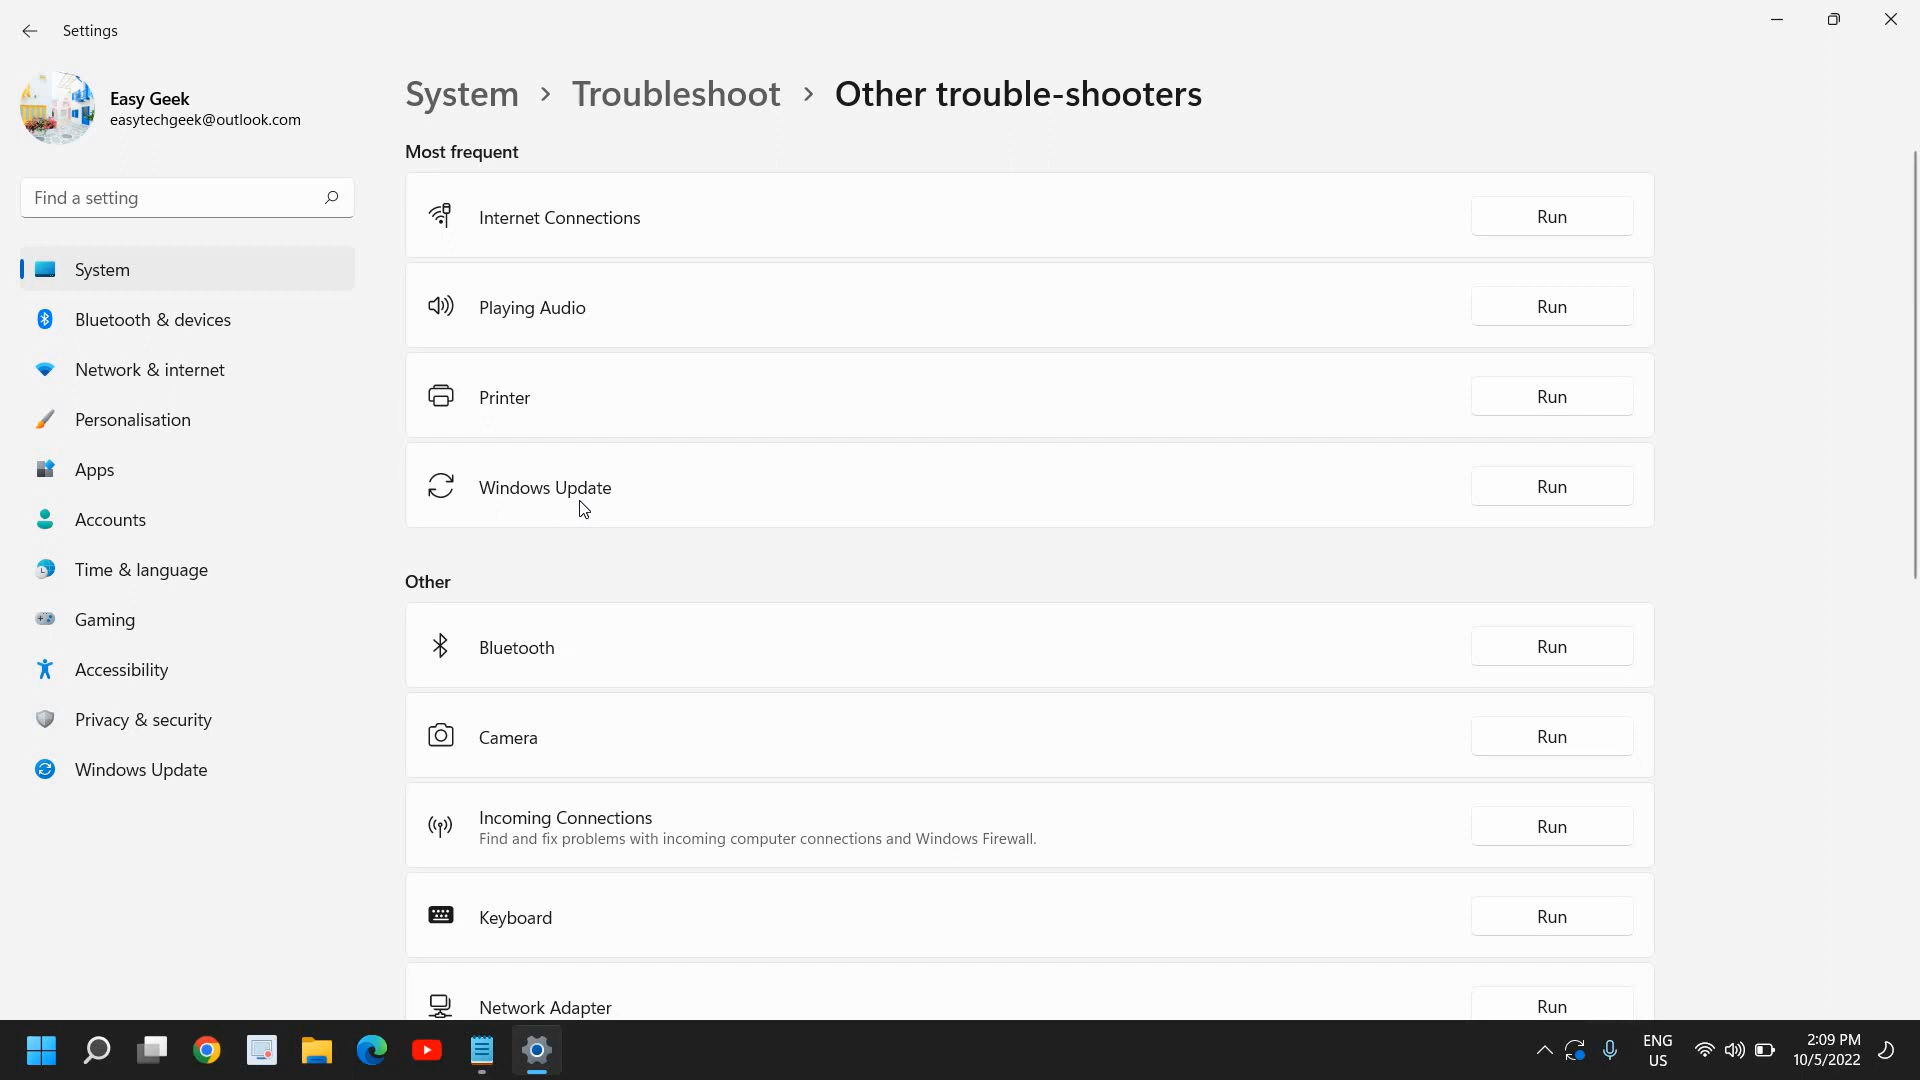 Settings
Easy Geek
easytechgeek@outlook.com
Find a setting
System
Bluetooth & devices
Network & internet
Personalisation
Apps
Accounts
Time & language
Gaming
Accessibility
Privacy & security
Windows Update
System > Troubleshoot > Other trouble-shooters
Most frequent
Internet Connections Run
Playing Audio Run
Printer Run
Windows Update Run
Other
Bluetooth Run
Camera Run
Incoming Connections
Find and fix problems with incoming computer connections and Windows Firewall.
Run
Keyboard Run
Network Adapter Run
ENG
US
2:09 PM
10/5/2022